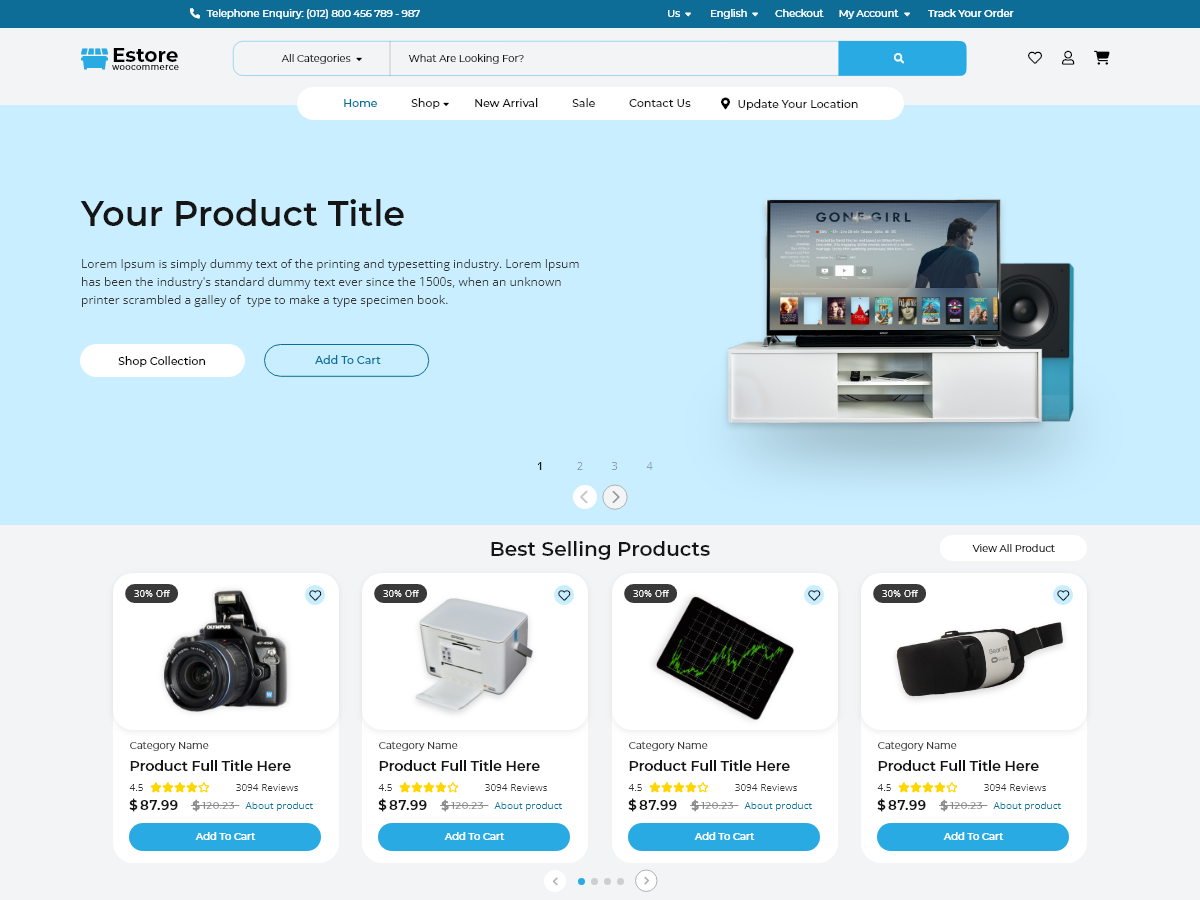 Telephone Enquiry: (012) 800 456 789 - 987
Us
English
Checkout
My Account
Track Your Order
Estore
woocommerce
All Categories
What Are Looking For?
Home
Shop
New Arrival
Sale
Contact Us
Update Your Location
Your Product Title
Lorem Ipsum is simply dummy text of the printing and typesetting industry. Lorem Ipsum
has been the industry's standard dummy text ever since the 1500s, when an unknown
printer scrambled a galley of type to make a type specimen book.
Shop Collection
Add To Cart
GONE GIRL
1 2 3 4
Best Selling Products
View All Product
30% Off
OLYMPUS
Category Name
Product Full Title Here
4.5
3094 Reviews
$ 87.99
$ 120.23
About product
Add To Cart
30% Off
Category Name
Product Full Title Here
4.5
3094 Reviews
$ 87.99
$ 120.23
About product
Add To Cart
30% Off
Category Name
Product Full Title Here
4.5
3094 Reviews
$ 87.99
$ 120.23
About product
Add To Cart
30% Off
Gear VR
Category Name
Product Full Title Here
4.5
3094 Reviews
$ 87.99
$ 120.23
About product
Add To Cart